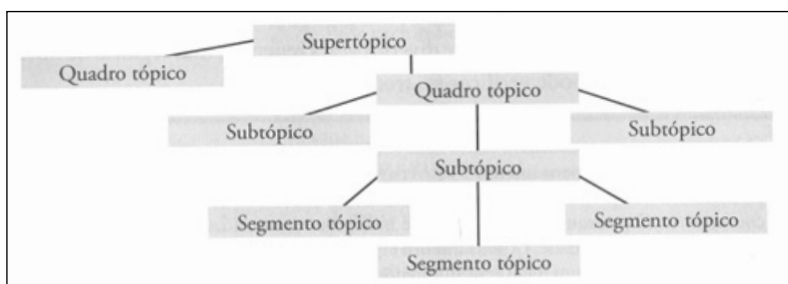 Supertópico
Quadro tópico
Quadro tópico
Subtópico
Subtópico
Subtópico
Segmento tópico
Segmento tópico
Segmento tópico